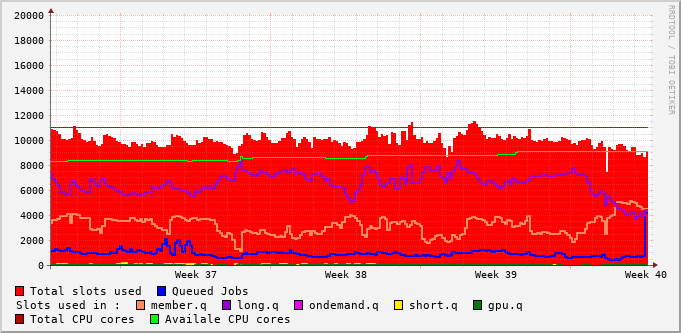 RRDTOOL / TOBI OETIKER
20000
18000
16000
14000
12000
10000
8000
6000
4000
2000
0
Week 37 Week 38 Week 39 Week 40
Total slots used Queued Jobs
Slots used in : member.q long.q ondemand.q short.q gpu.q
Total CPU cores Availale CPU cores